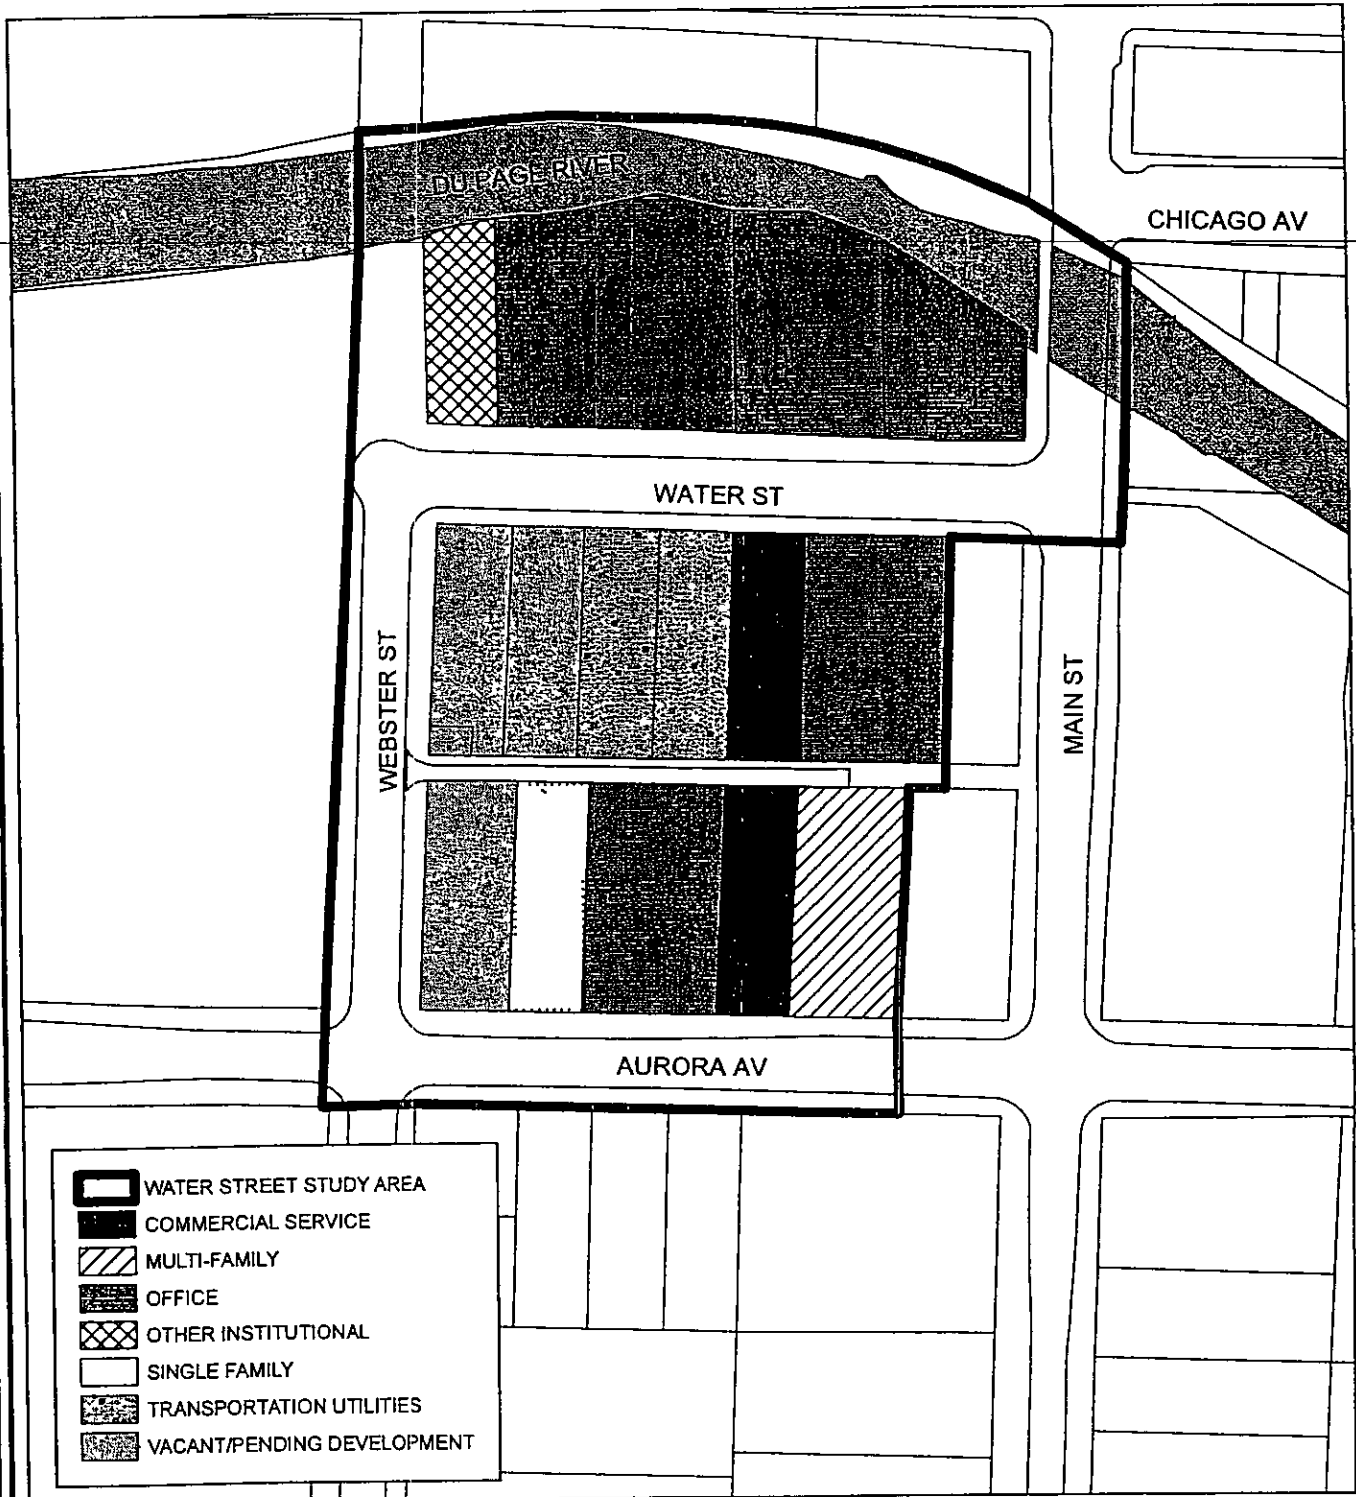 DU PAGE RIVER
CHICAGO AV
WATER ST
WEBSTER ST
MAIN ST
AURORA AV
WATER STREET STUDY AREA
COMMERCIAL SERVICE
MULTI-FAMILY
OFFICE
OTHER INSTITUTIONAL
SINGLE FAMILY
TRANSPORTATION UTILITIES
VACANT/PENDING DEVELOPMENT